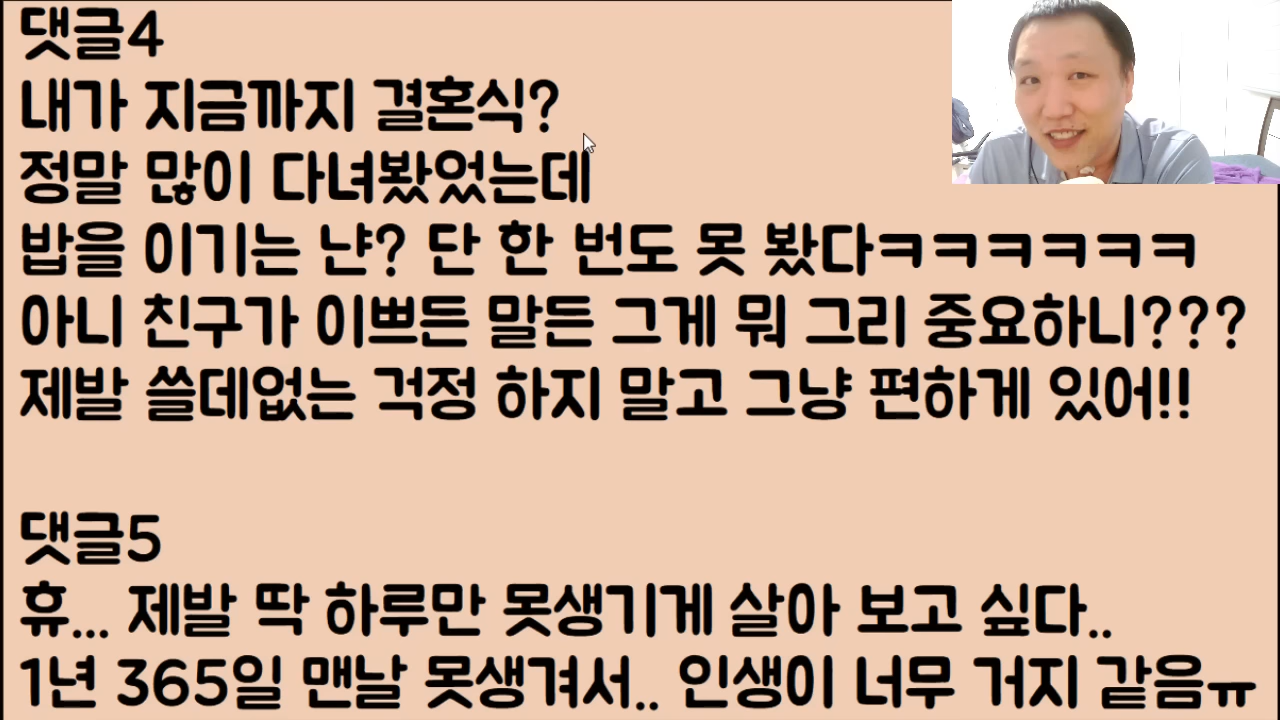 댓글4
내가 지금까지 결혼식?
정말 많이 다녀봤었는데
밥을 이기는 냔? 단 한 번도 못 봤다ㅋㅋㅋㅋㅋㅋ
아니 친구가 이쁘든 말든 그게 뭐 그리 중요하니???
제발 쓸데없는 걱정 하지 말고 그냥 편하게 있어!!
댓글5
휴... 제발 딱 하루만 못생기게 살아 보고 싶다..
1년 365일 맨날 못생겨서.. 인생이 너무 거지 같음ㅠ